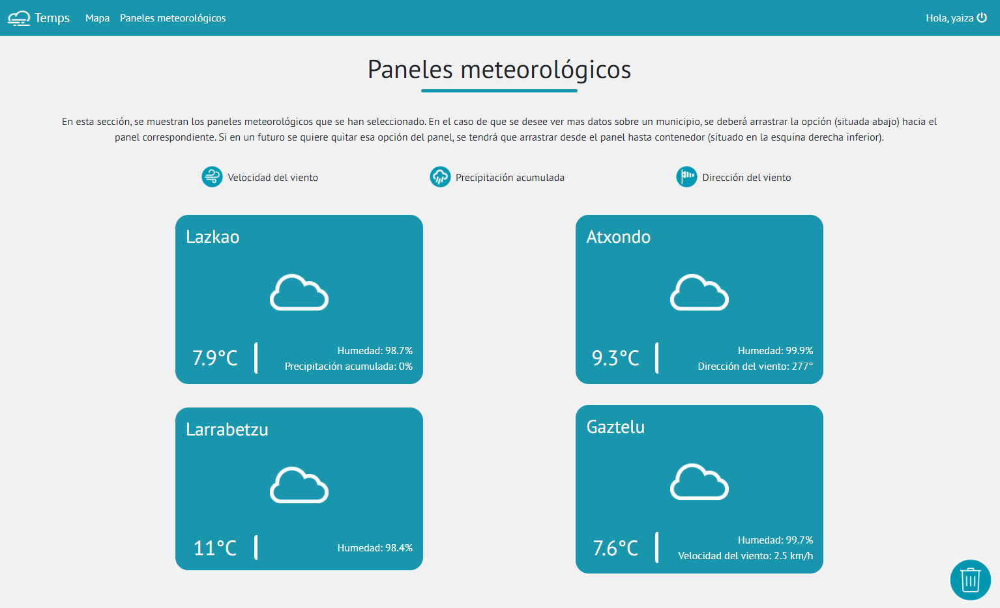 Temps Mapa Paneles meteorológicos Hola, yaiza
Paneles meteorológicos
En esta sección, se muestran los paneles meteorológicos que se han seleccionado. En el caso de que se desee ver mas datos sobre un municipio, se deberá arrastrar la opción (situada abajo) hacia el
panel correspondiente. Si en un futuro se quiere quitar esa opción del panel, se tendrá que arrastrar desde el panel hasta contenedor (situado en la esquina derecha inferior).
Velocidad del viento
Precipitación acumulada
Dirección del viento
Lazkao
7.9°C
Humedad: 98.7%
Precipitación acumulada: 0%
Atxondo
9.3°C
Humedad: 99.9%
Dirección del viento: 277°
Larrabetzu
11°C
Humedad: 98.4%
Gaztelu
7.6°C
Humedad: 99.7%
Velocidad del viento: 2.5 km/h